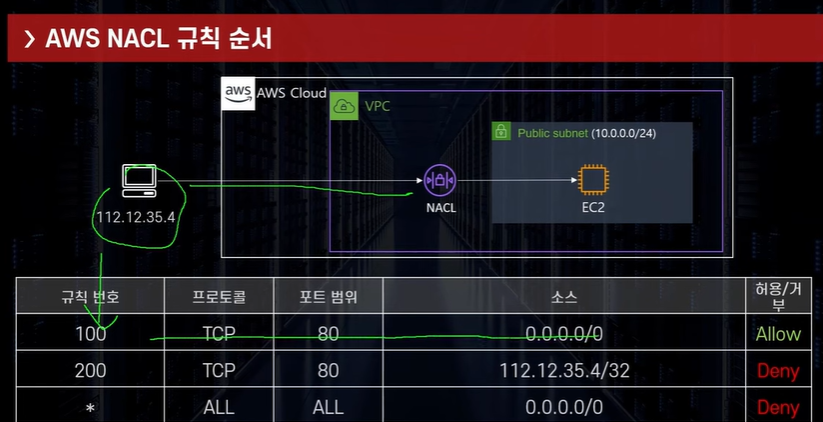 › AWS NACL 규칙 순서
aws AWS Cloud
VPC
Public subnet (10.0.0.0/24)
112.12.35.4
NACL
EC2
규칙 번호 프로토콜 포트 범위 소스 허용/거
부
100 TCP 80 0.0.0.0/0 Allow
200 TCP 80 112.12.35.4/32 Deny
* ALL ALL 0.0.0.0/0 Deny